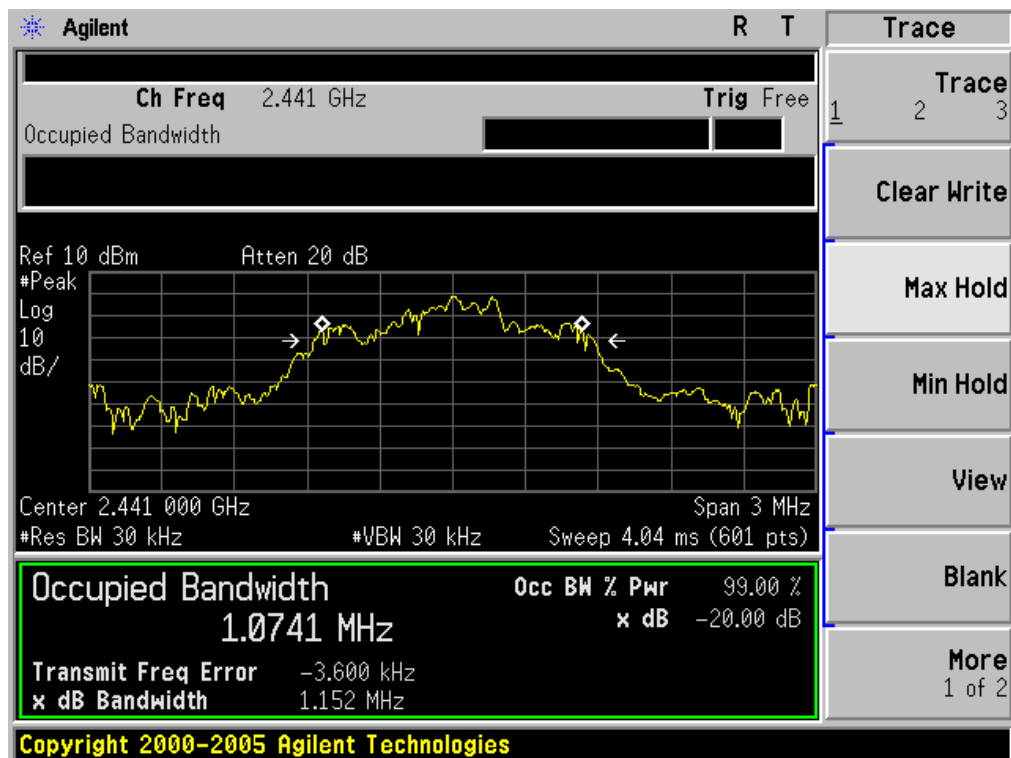 Agilent R T Trace
Ch Freq 2.441 GHz Trig Free
Occupied Bandwidth
Trace
1 2 3
Clear Write
Max Hold
Min Hold
View
Blank
More
1 of 2
Ref 10 dBm Atten 20 dB
#Peak
Log
10
dB/
Center 2.441 000 GHz Span 3 MHz
#Res BW 30 kHz #VBW 30 kHz Sweep 4.04 ms (601 pts)
Occupied Bandwidth Occ BW % Pwr 99.00 %
1.0741 MHz x dB -20.00 dB
Transmit Freq Error -3.600 kHz
x dB Bandwidth 1.152 MHz
Copyright 2000-2005 Agilent Technologies